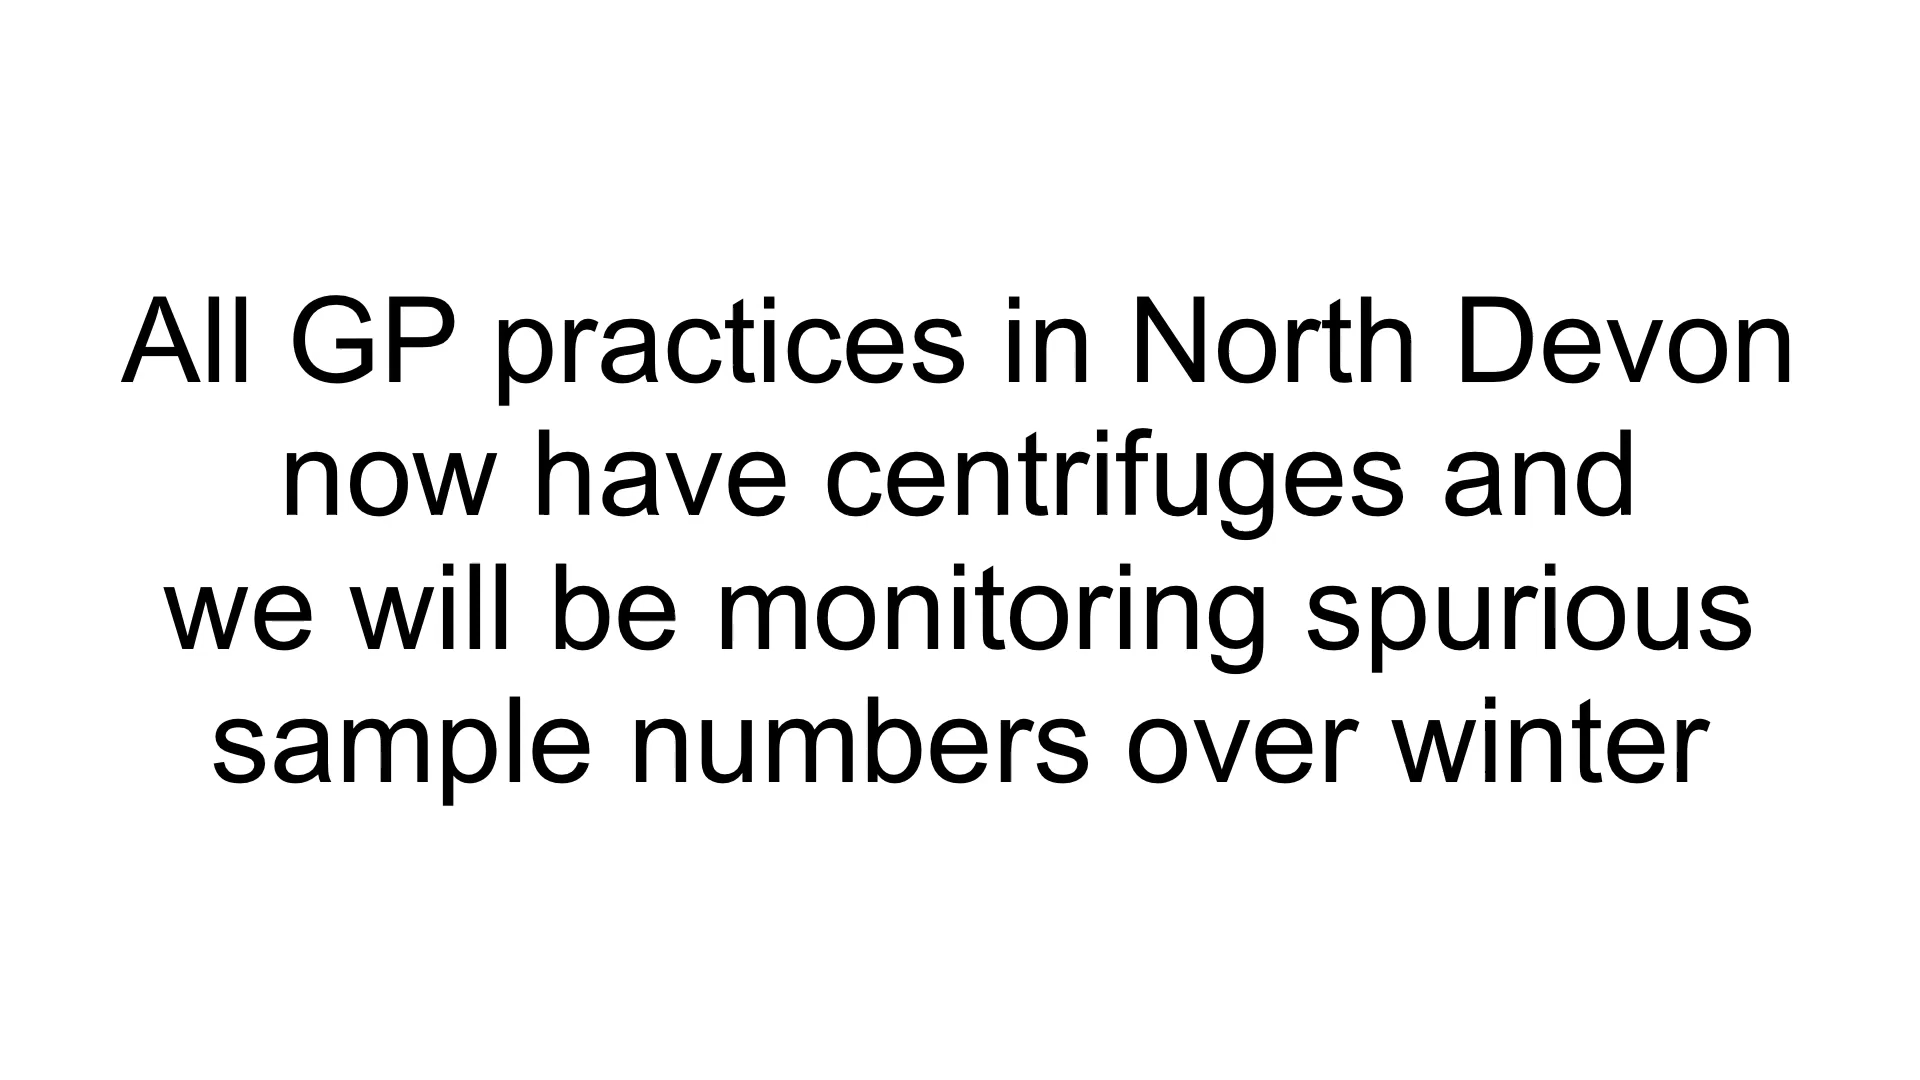 All GP practices in North Devon
now have centrifuges and
we will be monitoring spurious
sample numbers over winter